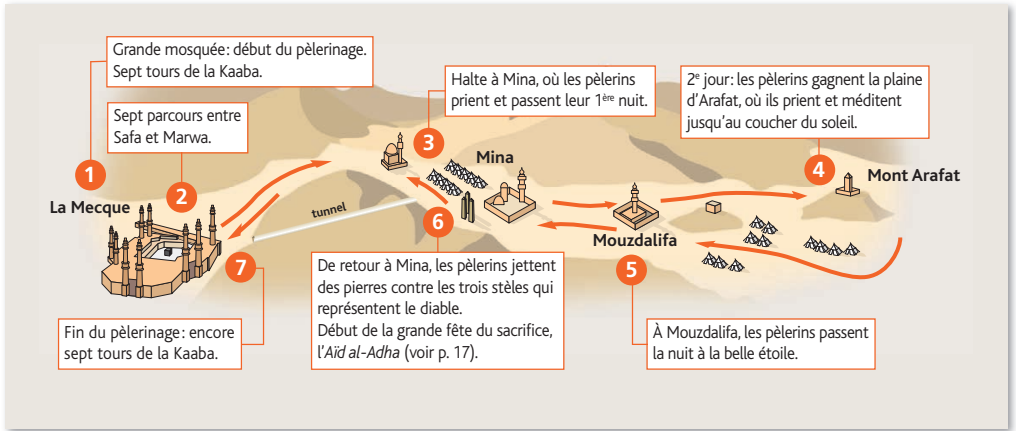 Grande mosquée : début du pèlerinage.
Sept tours de la Kaaba.
1
Sept parcours entre
Safa et Marwa.
2
La Mecque
Halte à Mina, où les pèlerins
prient et passent leur 1ère nuit.
3
Mina
2e jour : les pèlerins gagnent la plaine
d'Arafat, où ils prient et méditent
jusqu'au coucher du soleil.
4
Mont Arafat
tunnel
Mouzdalifa
5
À Mouzdalifa, les pèlerins passent
la nuit à la belle étoile.
6
De retour à Mina, les pèlerins jettent
des pierres contre les trois stèles qui
représentent le diable.
Début de la grande fête du sacrifice,
l'Aïd al-Adha (voir p. 17).
7
Fin du pèlerinage : encore
sept tours de la Kaaba.